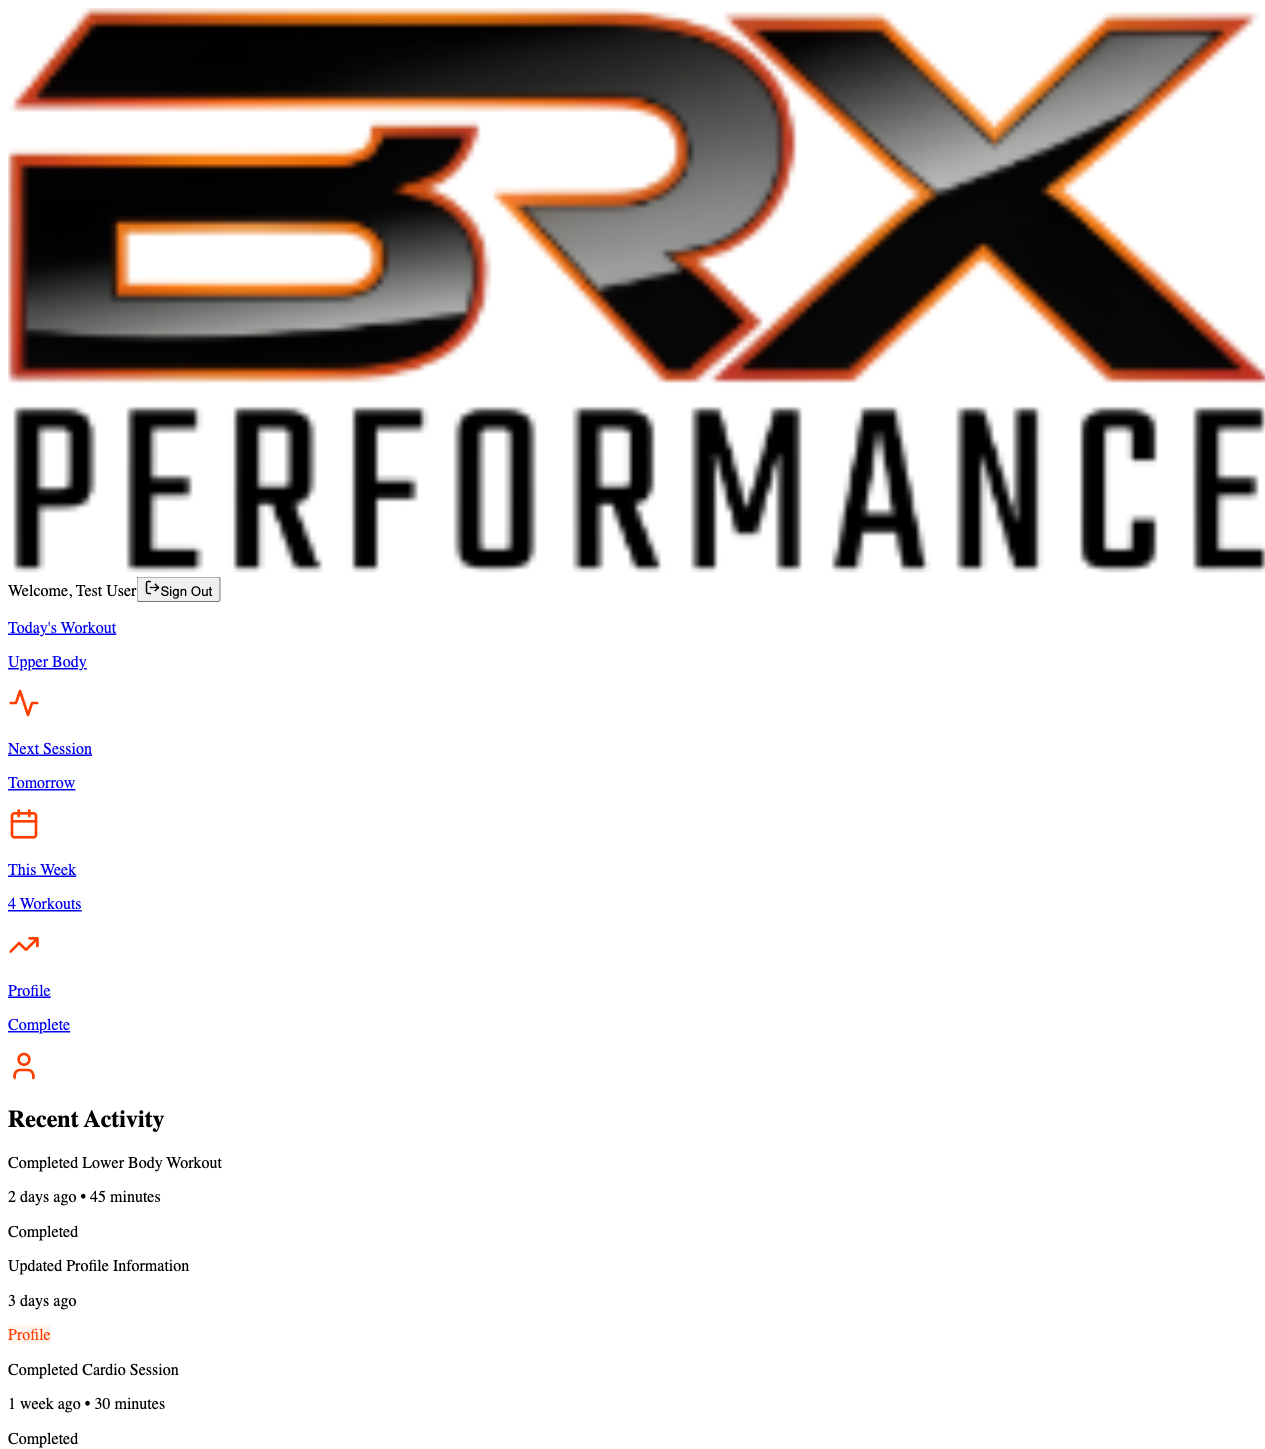 BRX
PERFORMANCE
Welcome, Test User Sign Out
Today's Workout
Upper Body
Next Session
Tomorrow
This Week
4 Workouts
Profile
Complete
Recent Activity
Completed Lower Body Workout
2 days ago • 45 minutes
Completed
Updated Profile Information
3 days ago
Profile
Completed Cardio Session
1 week ago • 30 minutes
Completed